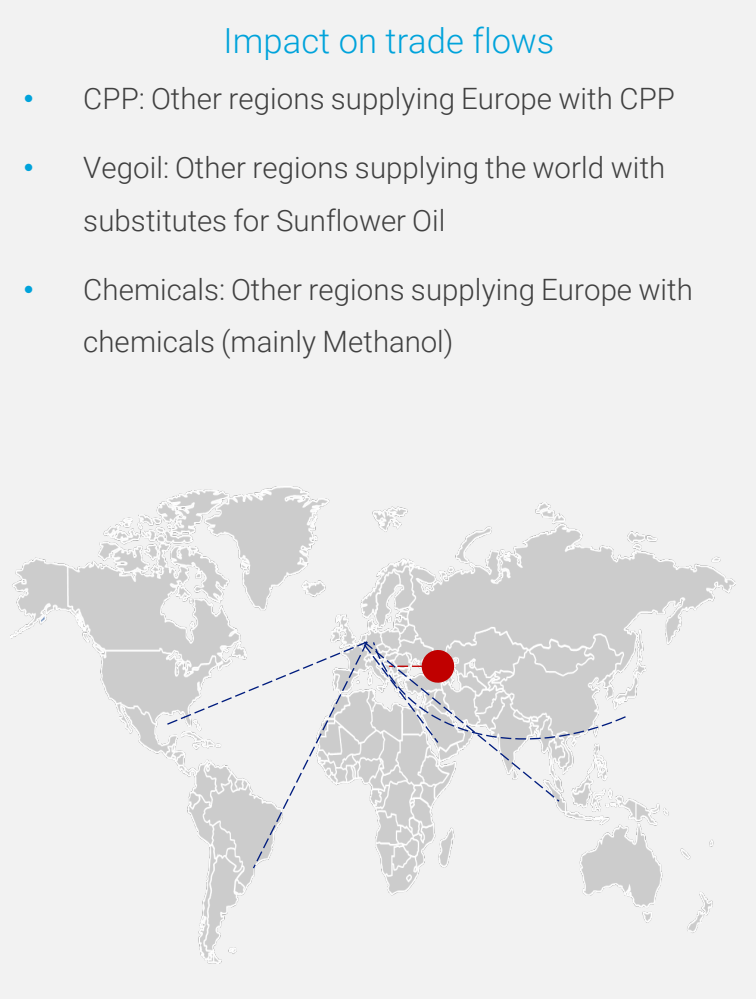 Impact on trade flows
• CPP: Other regions supplying Europe with CPP
• Vegoil: Other regions supplying the world with
substitutes for Sunflower Oil
• Chemicals: Other regions supplying Europe with
chemicals (mainly Methanol)